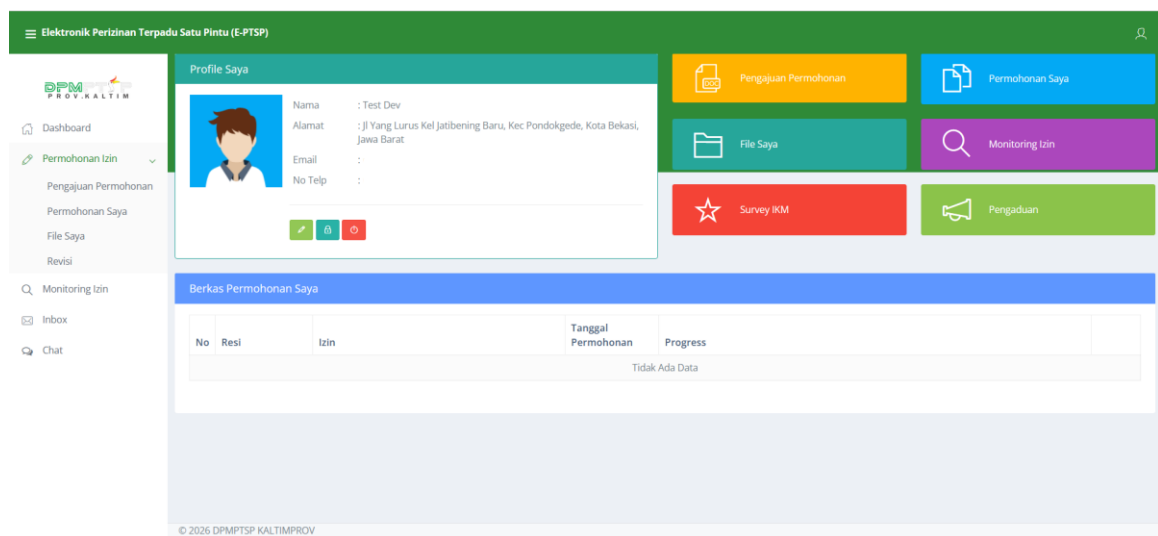 Elektronik Perizinan Terpadu Satu Pintu (E-PTSP)
DPMPTSP
PROV.KALTIM
Dashboard
Permohonan Izin
Pengajuan Permohonan
Permohonan Saya
File Saya
Revisi
Monitoring Izin
Inbox
Chat
Profile Saya
Nama : Test Dev
Alamat : Jl Yang Lurus Kel Jatibening Baru, Kec Pondokgede, Kota Bekasi,
Jawa Barat
Email :
No Telp :
DOC
Pengajuan Permohonan
Permohonan Saya
File Saya
Monitoring Izin
Survey IKM
Pengaduan
Berkas Permohonan Saya
No Resi Izin Tanggal
Permohonan Progress
Tidak Ada Data
© 2026 DPMPTSP KALTIMPROV